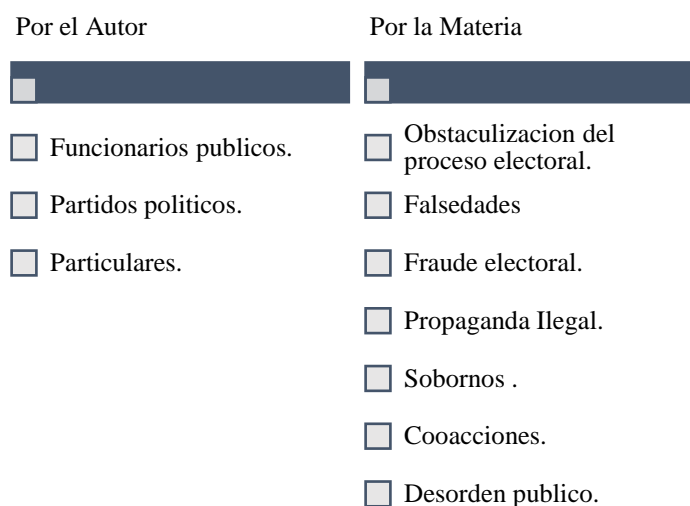 Por el Autor
Funcionarios publicos.
Partidos politicos.
Particulares.
Por la Materia
Obstaculizacion del
proceso electoral.
Falsedades
Fraude electoral.
Propaganda Ilegal.
Sobornos .
Cooacciones.
Desorden publico.